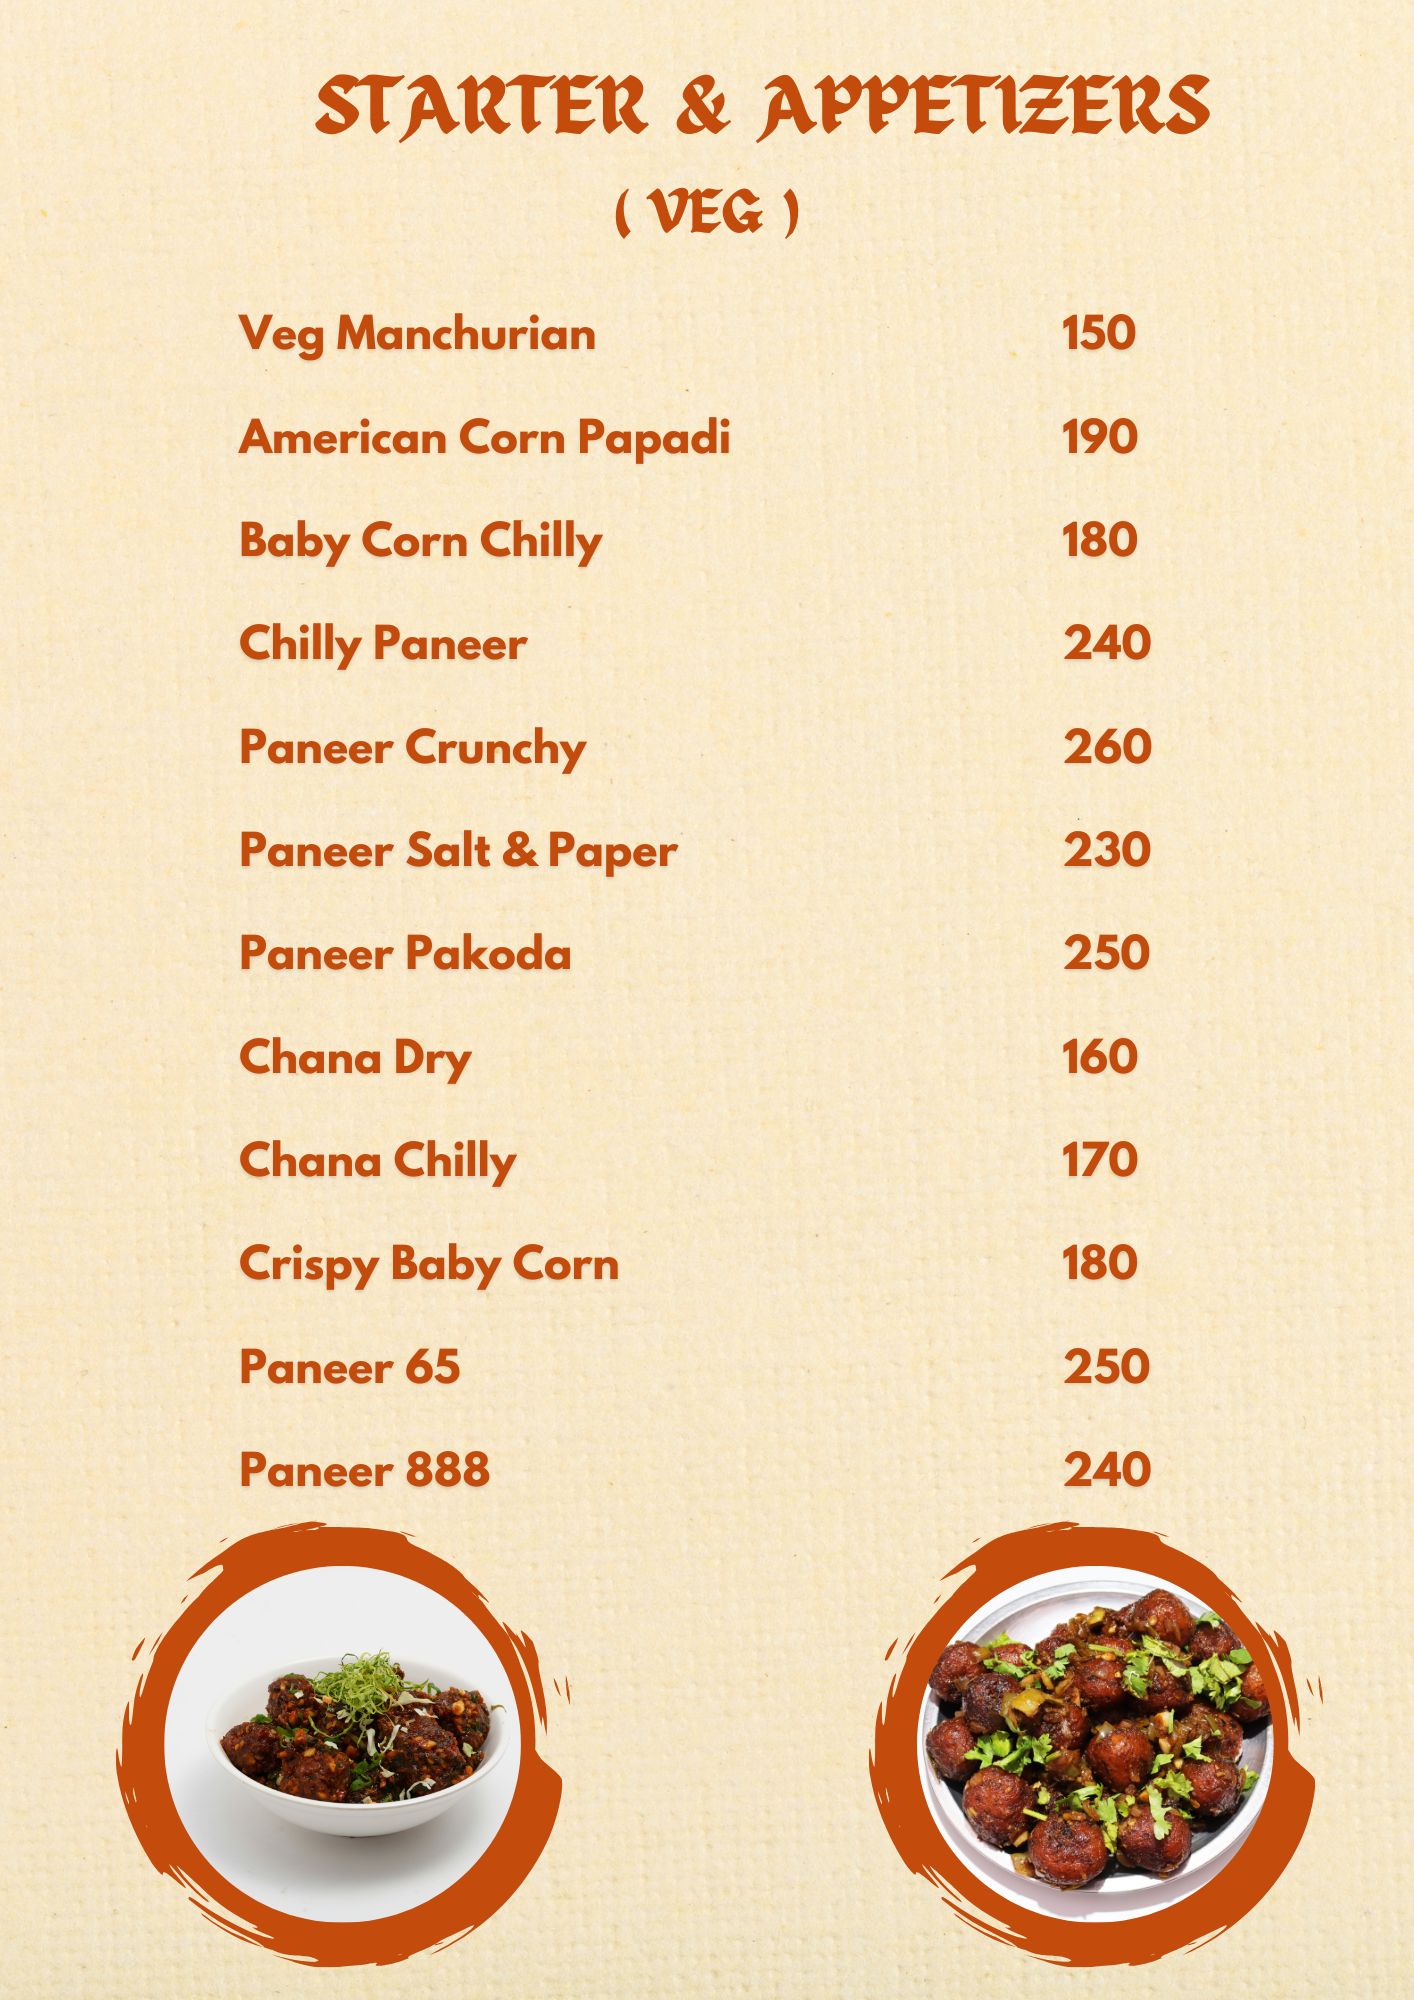 STARTER & APPETIZERS
( VEG )
Veg Manchurian 150
American Corn Papadi 190
Baby Corn Chilly 180
Chilly Paneer 240
Paneer Crunchy 260
Paneer Salt & Paper 230
Paneer Pakoda 250
Chana Dry 160
Chana Chilly 170
Crispy Baby Corn 180
Paneer 65 250
Paneer 888 240